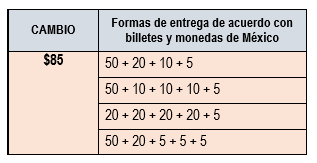 CAMBIO
Formas de entrega de acuerdo con
billetes y monedas de México
$85
50 + 20 + 10 + 5
50 + 10 + 10 + 10 + 5
20 + 20 + 20 + 20 + 5
50 + 20 + 5 + 5 + 5